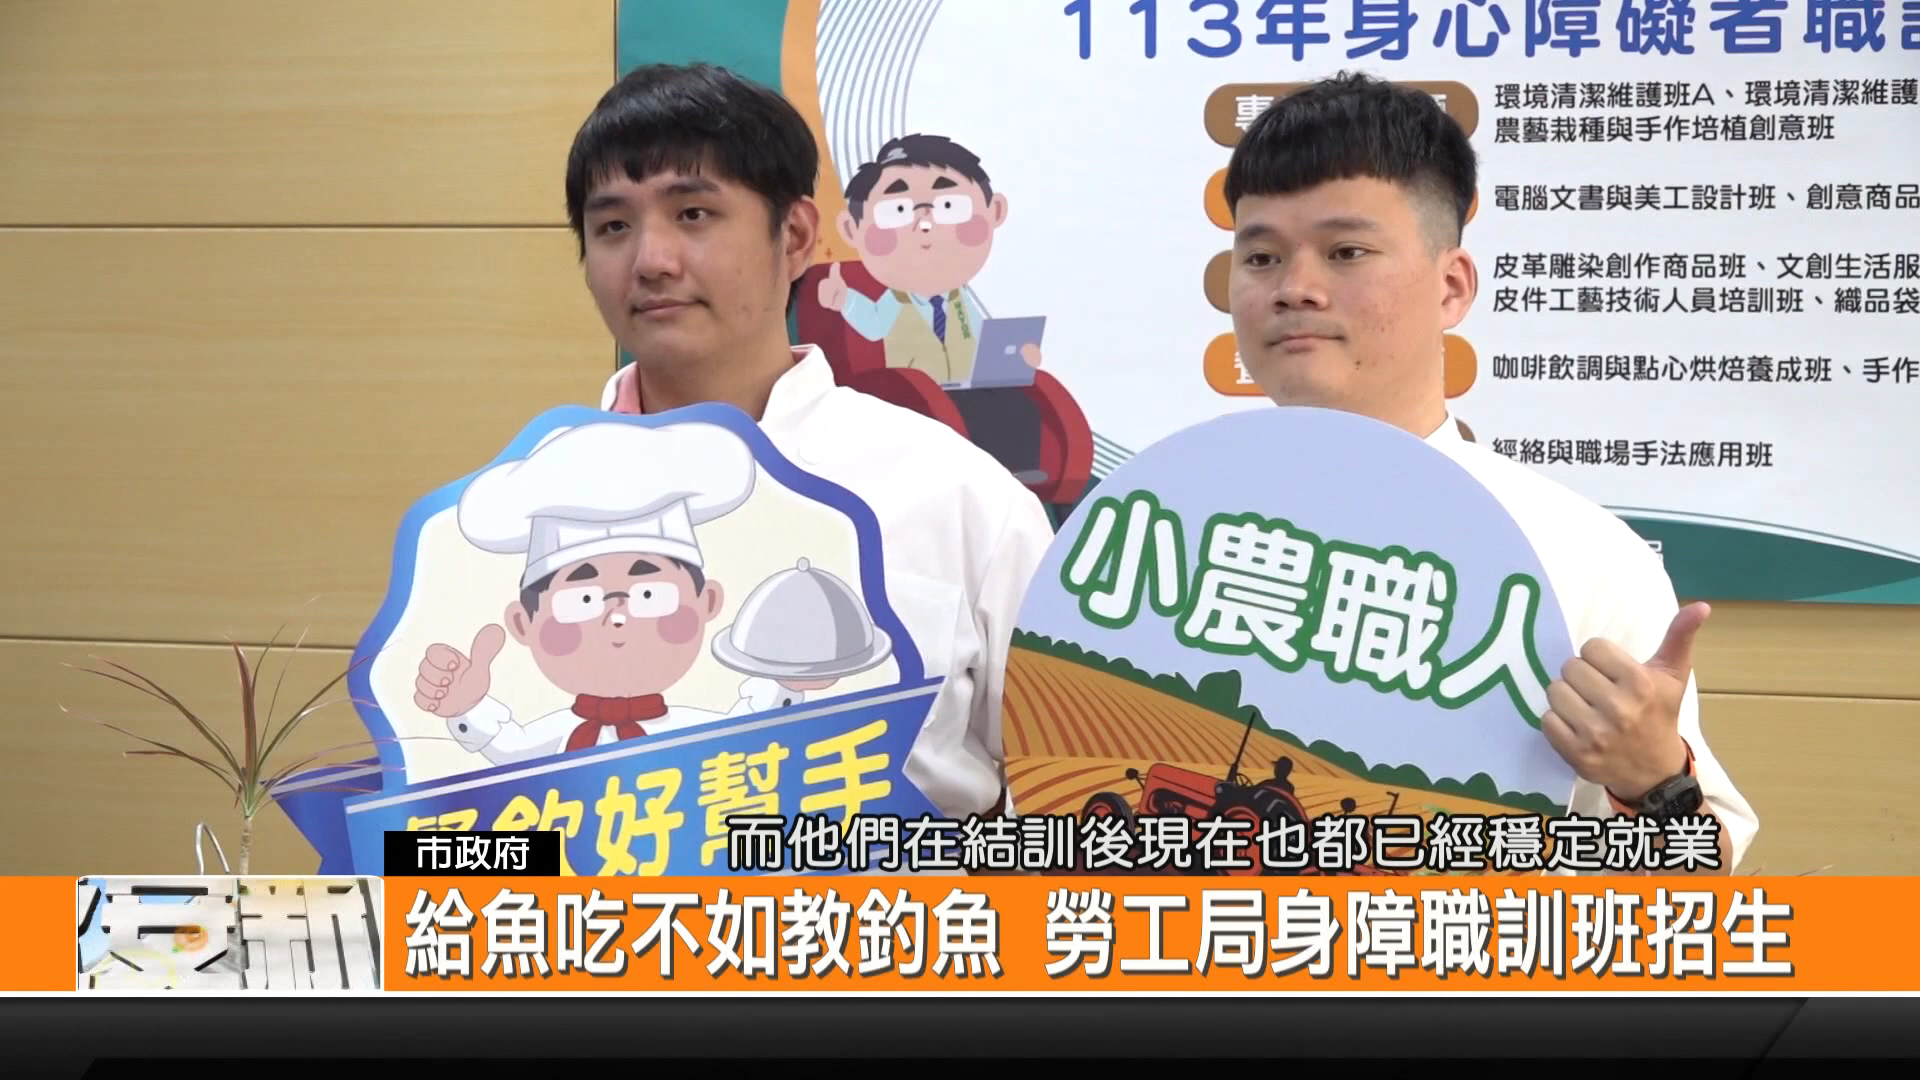 113年身心障礙者職訓
環境清潔維護班A、環境清潔維護
農藝栽種與手作培植創意班
電腦文書與美工設計班、創意商品
皮革雕染創作商品班、文創生活服
皮件工藝技術人員培訓班、織品袋
咖啡飲調與點心烘焙養成班、手作
經絡與職場手法應用班
小農職人
餐飲好幫手
市政府
而他們在結訓後現在也都已經穩定就業
給魚吃不如教釣魚 勞工局身障職訓班招生